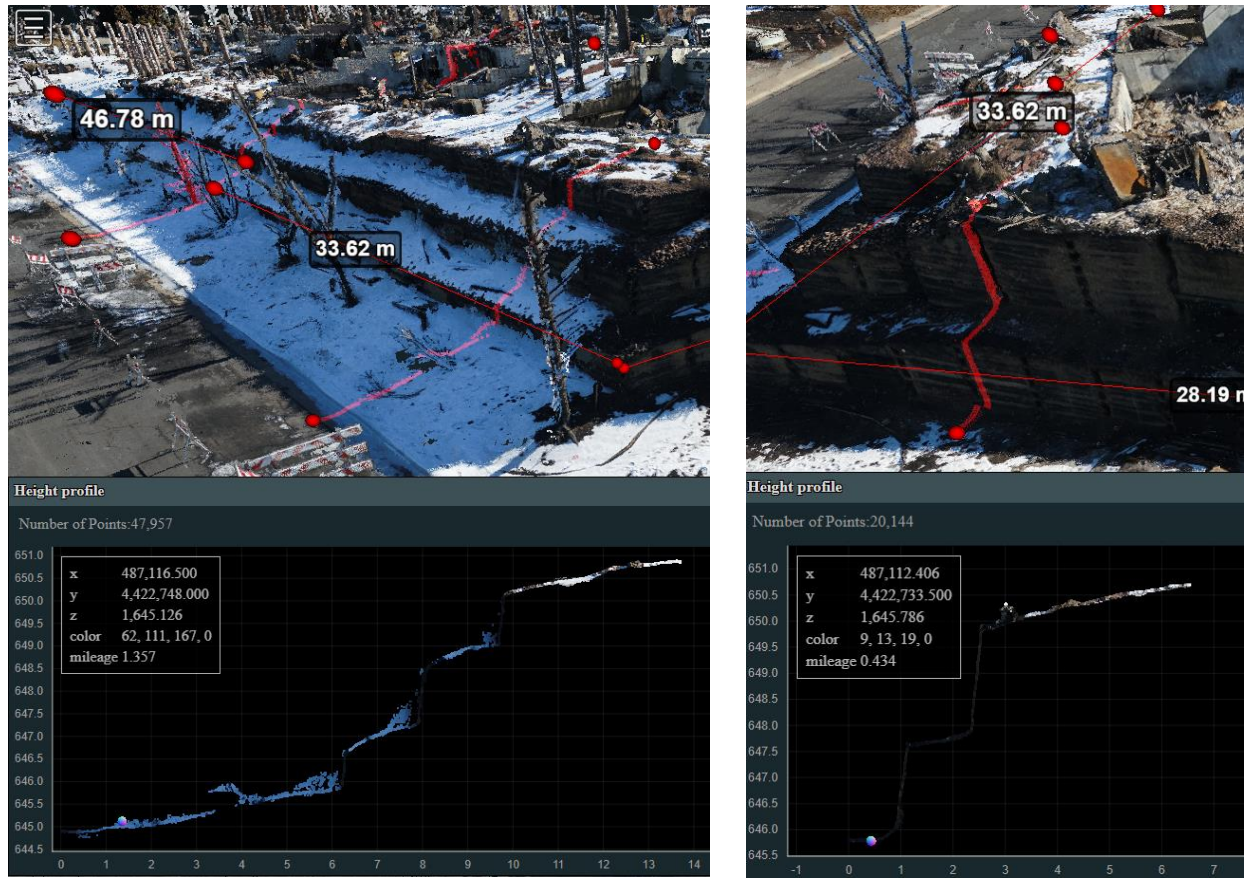 46.78 m
33.62 m
Height profile
Number of Points:47,957
651.0
650.5
650.0
649.5
649.0
648.5
648.0
647.5
647.0
646.5
646.0
645.5
645.0
644.5
x 487,116.500
y 4,422,748.000
z 1,645.126
color 62, 111, 167, 0
mileage 1.357
0 1 2 3 4 5 6 7 8 9 10 11 12 13 14
33.62 m
28.19 m
Height profile
Number of Points:20,144
651.0
650.5
650.0
649.5
649.0
648.5
648.0
647.5
647.0
646.5
646.0
645.5
x 487,112.406
y 4,422,733.500
z 1,645.786
color 9, 13, 19, 0
mileage 0.434
-1 0 1 2 3 4 5 6 7